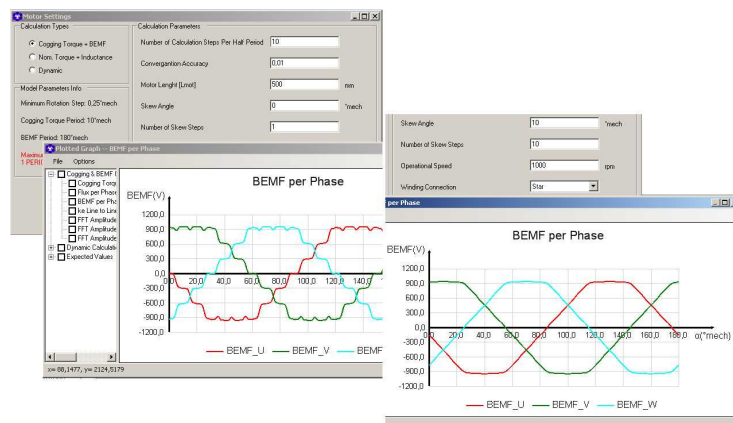 Motor Settings
Calculation Types
Cogging Torque + BEMF
Nom. Torque + Inductance
Dynamic
Model Parameters Info
Minimum Rotation Step: 0,25°mech
Cogging Torque Period: 10°mech
BEMF Period: 180°mech
1 PERI
Calculation Parameters
Number of Calculation Steps Per Half Period 10
Convergantion Accuracy 0,01
Motor Lenght [Lmot] 500 mm
Skew Angle 0 °mech
Number of Skew Steps 1
Plotted Graph -- BEMF per Phase
File Options
Cogging & BEMF
Cogging Torq
Flux per Phase
BEMF per Pha
ke Line to Line
FFT Amplitude
FFT Amplitude
FFT Amplitude
Dynamic Calculati
Expected Values
BEMF per Phase
BEMF(V)
1200,0
900,0
600,0
300,0
0,0
-300,0
-600,0
-900,0
-1200,0
0,0 20,0 40,0 60,0 80,0 100,0 120,0 140,0
BEMF_U BEMF_V BEMF
x= 88,1477, y= 2124,5179
Skew Angle 10 °mech
Number of Skew Steps 10
Operational Speed 1000 rpm
Winding Connection Star
per Phase
BEMF per Phase
BEMF(V)
1200,0
900,0
600,0
300,0
0,0
-300,0
-600,0
-900,0
-1200,0
0,0 20,0 40,0 60,0 80,0 100,0 120,0 140,0 160,0 180,0 α(°mech)
BEMF_U BEMF_V BEMF_W